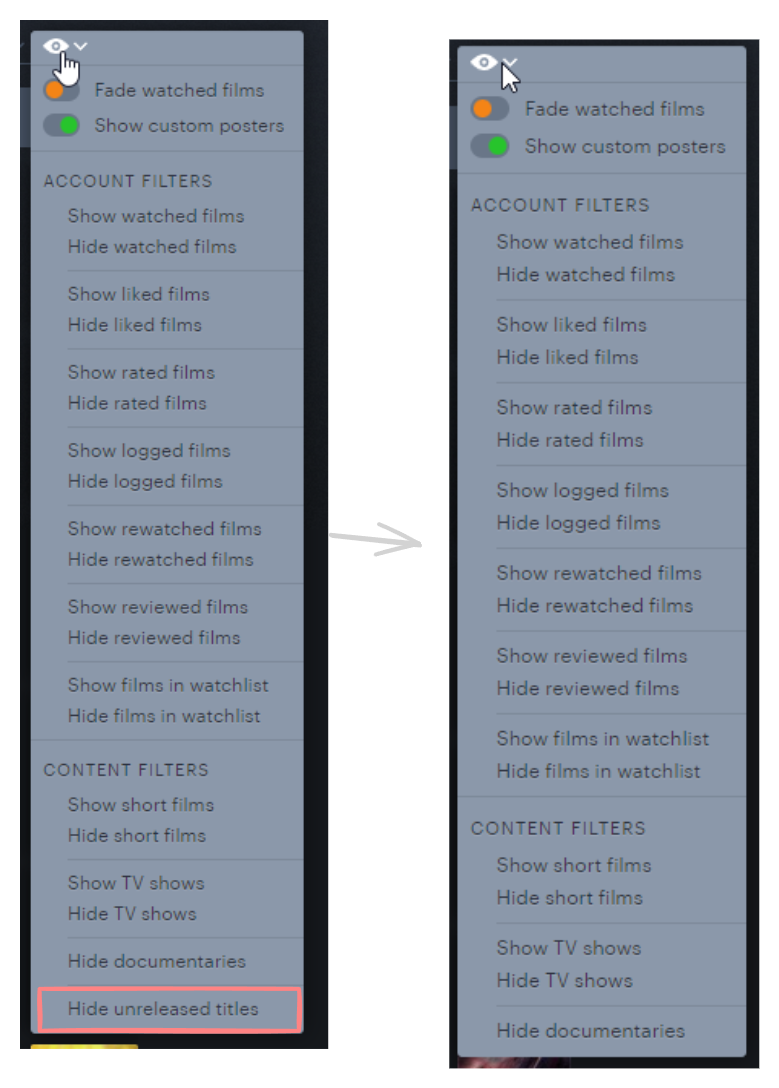 Fade watched films
Show custom posters
ACCOUNT FILTERS
Show watched films
Hide watched films
Show liked films
Hide liked films
Show rated films
Hide rated films
Show logged films
Hide logged films
Show rewatched films
Hide rewatched films
Show reviewed films
Hide reviewed films
Show films in watchlist
Hide films in watchlist
CONTENT FILTERS
Show short films
Hide short films
Show TV shows
Hide TV shows
Hide documentaries
Hide unreleased titles
Fade watched films
Show custom posters
ACCOUNT FILTERS
Show watched films
Hide watched films
Show liked films
Hide liked films
Show rated films
Hide rated films
Show logged films
Hide logged films
Show rewatched films
Hide rewatched films
Show reviewed films
Hide reviewed films
Show films in watchlist
Hide films in watchlist
CONTENT FILTERS
Show short films
Hide short films
Show TV shows
Hide TV shows
Hide documentaries